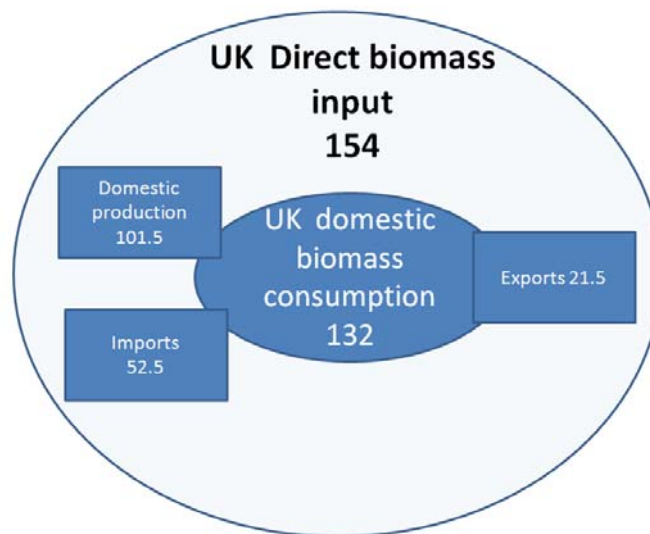 UK Direct biomass
input
154
Domestic
production
101.5
UK domestic
biomass
consumption
132
Exports 21.5
Imports
52.5